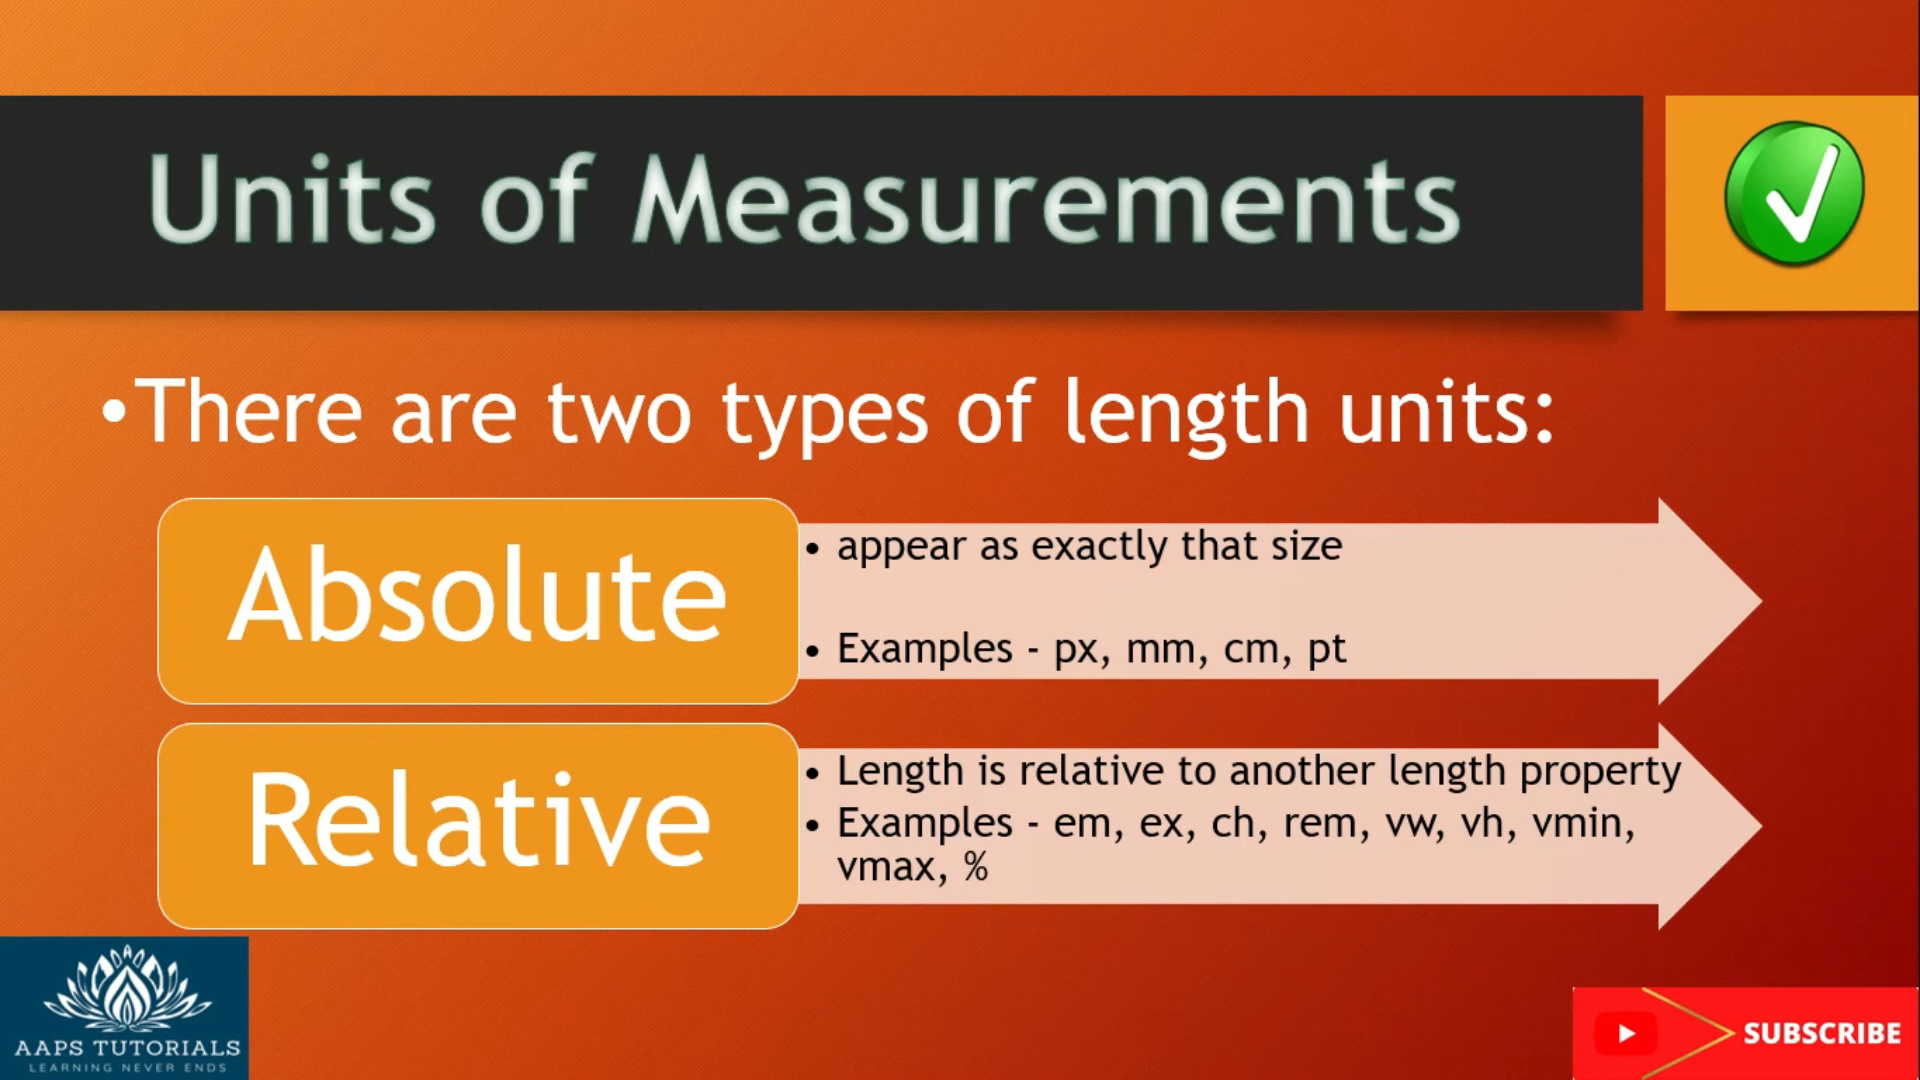 Units of Measurements
•There are two types of length units:
Absolute
• appear as exactly that size
• Examples - px, mm, cm, pt
Relative
• Length is relative to another length property
• Examples - em, ex, ch, rem, vw, vh, vmin,
vmax, %
AAPS TUTORIALS
LEARNING NEVER ENDS
SUBSCRIBE